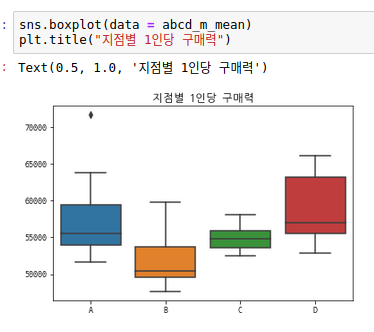 : sns.boxplot(data = abcd_m_mean)
plt.title("지점별 1인당 구매력")
: Text(0.5, 1.0, '지점별 1인당 구매력')
지점별 1인당 구매력
70000
65000
60000
55000
50000
A B C D